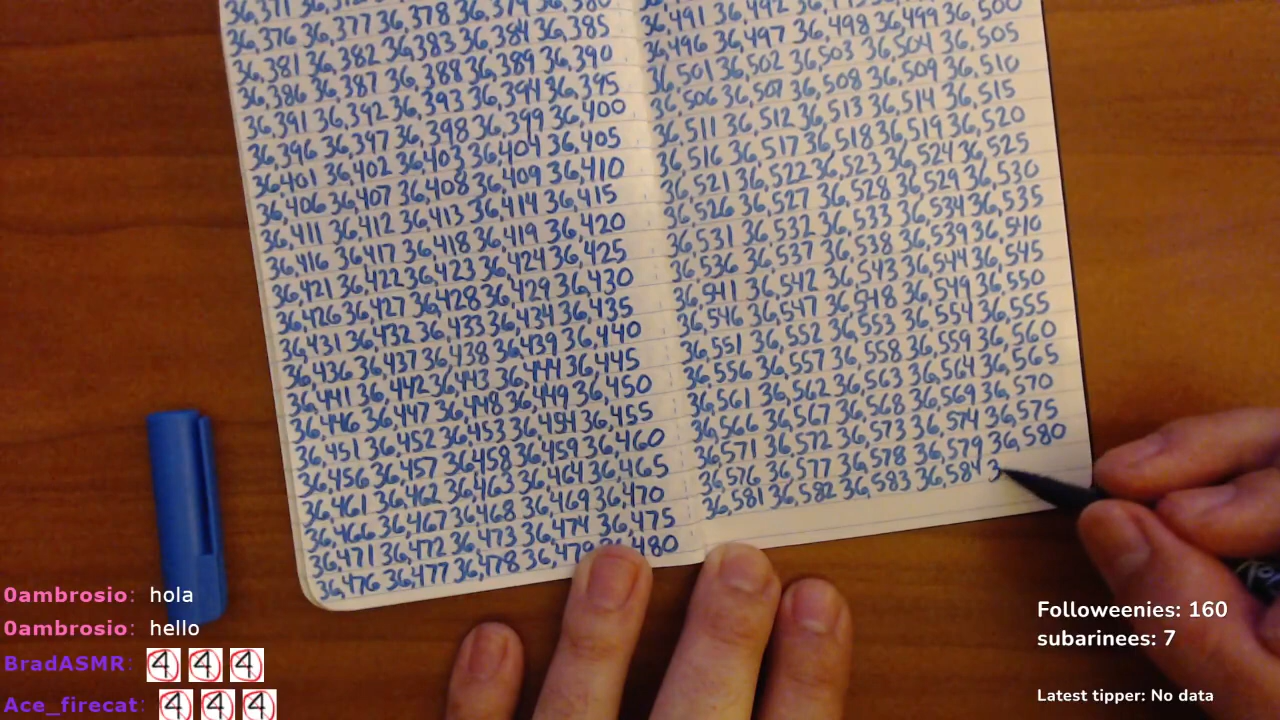 36,376 36,377 36,378 36,379 36,380
36,381 36,382 36,383 36,384 36,385
36,386 36,387 36,388 36,389 36,390
36,391 36,392 36,393 36,394 36,395
36,396 36,397 36,398 36,399 36,400
36,401 36,402 36,403 36,404 36,405
36,406 36,407 36,408 36,409 36,410
36,411 36,412 36,413 36,414 36,415
36,416 36,417 36,418 36,419 36,420
36,421 36,422 36,423 36,424 36,425
36,426 36,427 36,428 36,429 36,430
36,431 36,432 36,433 36,434 36,435
36,436 36,437 36,438 36,439 36,440
36,441 36,442 36,443 36,444 36,445
36,446 36,447 36,448 36,449 36,450
36,451 36,452 36,453 36,454 36,455
36,456 36,457 36,458 36,459 36,460
36,461 36,462 36,463 36,464 36,465
36,466 36,467 36,468 36,469 36,470
36,471 36,472 36,473 36,474 36,475
36,476 36,477 36,478 36,479 36,480
36,491 36,492
36,496 36,497 36,498 36,499 36,500
36,501 36,502 36,503 36,504 36,505
36,506 36,507 36,508 36,509 36,510
36,511 36,512 36,513 36,514 36,515
36,516 36,517 36,518 36,519 36,520
36,521 36,522 36,523 36,524 36,525
36,526 36,527 36,528 36,529 36,530
36,531 36,532 36,533 36,534 36,535
36,536 36,537 36,538 36,539 36,540
36,541 36,542 36,543 36,544 36,545
36,546 36,547 36,548 36,549 36,550
36,551 36,552 36,553 36,554 36,555
36,556 36,557 36,558 36,559 36,560
36,561 36,562 36,563 36,564 36,565
36,566 36,567 36,568 36,569 36,570
36,571 36,572 36,573 36,574 36,575
36,576 36,577 36,578 36,579 36,580
36,581 36,582 36,583 36,584 3
0ambrosio: hola
0ambrosio: hello
BradASMR: 4 4 4
Ace_firecat: 4 4 4
Followeenies: 160
subarinees: 7
Latest tipper: No data